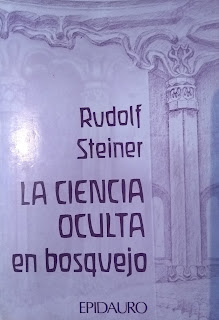 Rudolf
Steiner
LA CIENCIA
OCULTA
en bosquejo
EPIDAURO